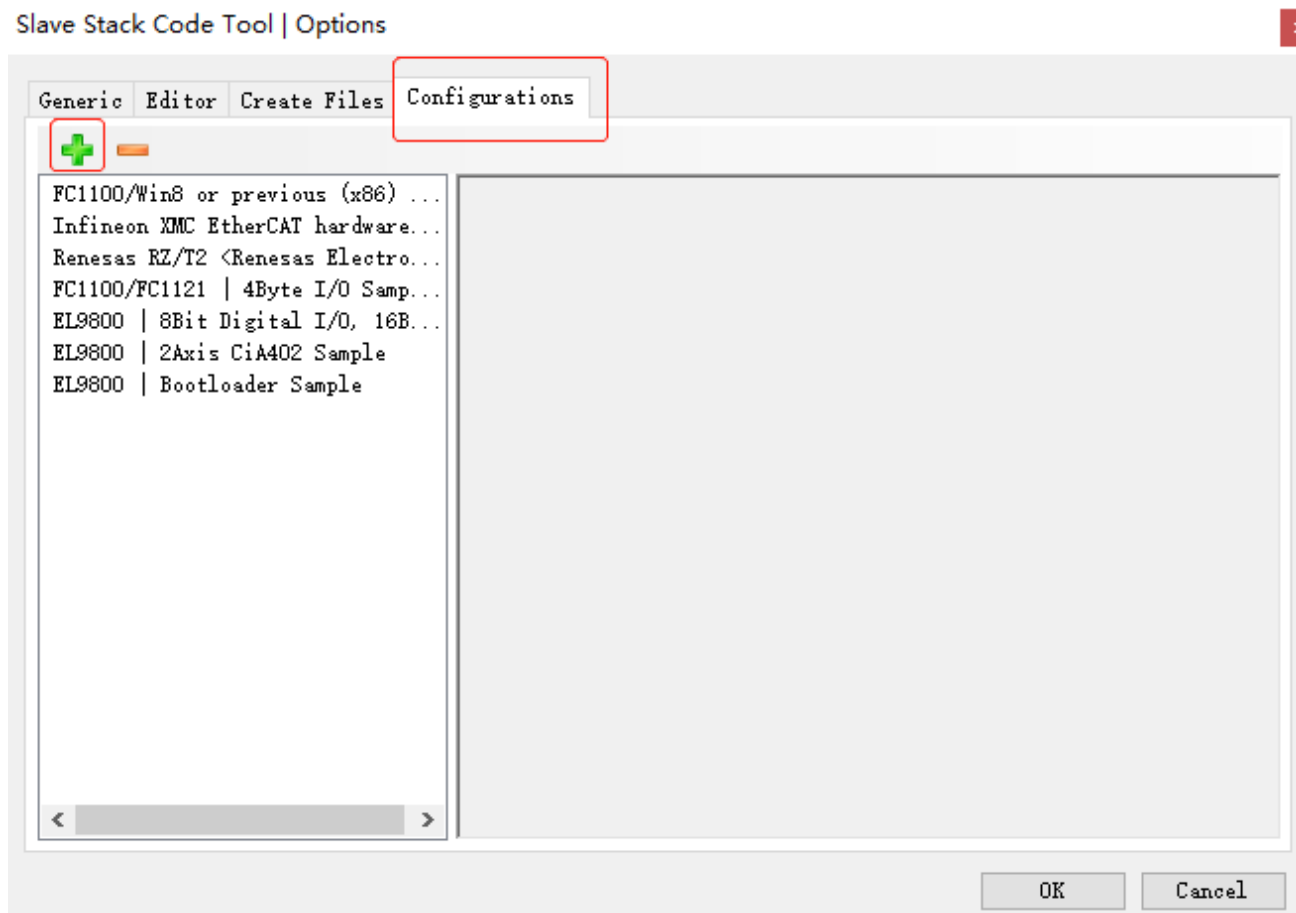 Slave Stack Code Tool | Options
Generic Editor Create Files Configurations
FC1100/Win8 or previous (x86) ...
Infineon XMC EtherCAT hardware...
Renesas RZ/T2 <Renesas Electro...
FC1100/FC1121 | 4Byte I/O Samp...
EL9800 | 8Bit Digital I/O, 16B...
EL9800 | 2Axis CiA402 Sample
EL9800 | Bootloader Sample
OK Cancel